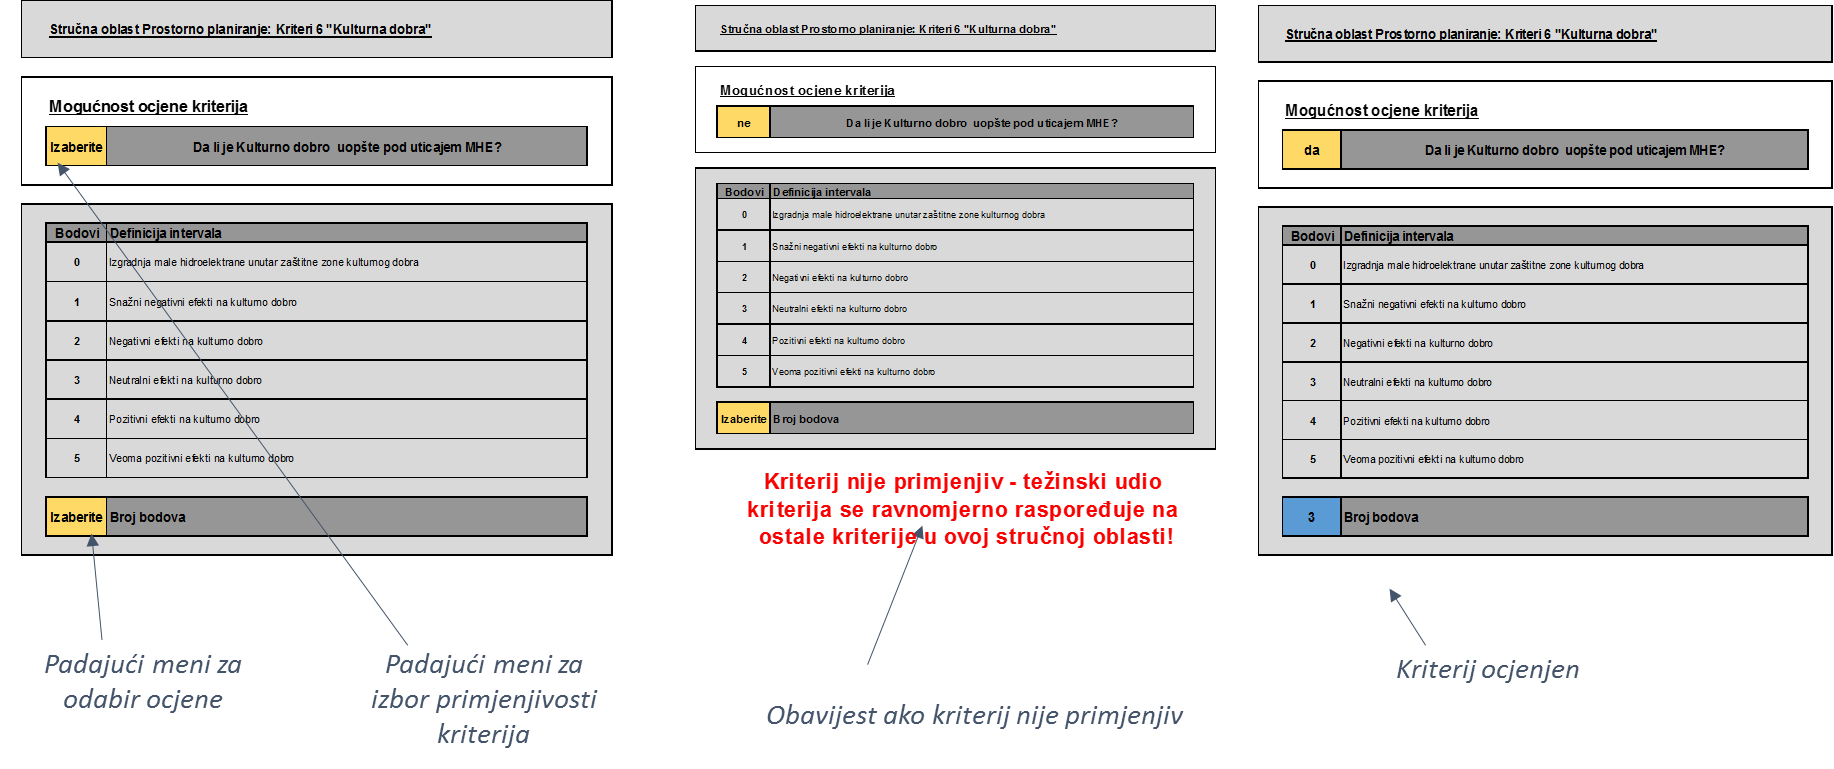 Stručna oblast Prostorno planiranje: Kriteri 6 "Kulturna dobra"
Mogućnost ocjene kriterija
Izaberite Da li je Kulturno dobro uopšte pod uticajem MHE?
Bodovi Definicija intervala
0 Izgradnja male hidroelektrane unutar zaštitne zone kulturnog dobra
1 Snažni negativni efekti na kulturno dobro
2 Negativni efekti na kulturno dobro
3 Neutralni efekti na kulturno dobro
4 Pozitivni efekti na kulturno dobro
5 Veoma pozitivni efekti na kulturno dobro
Izaberite Broj bodova
Padajući meni za
odabir ocjene
Padajući meni za
izbor primjenjivosti
kriterija
Stručna oblast Prostorno planiranje: Kriteri 6 "Kulturna dobra"
Mogućnost ocjene kriterija
ne Da li je Kulturno dobro uopšte pod uticajem MHE?
Bodovi Definicija intervala
0 Izgradnja male hidroelektrane unutar zaštitne zone kulturnog dobra
1 Snažni negativni efekti na kulturno dobro
2 Negativni efekti na kulturno dobro
3 Neutralni efekti na kulturno dobro
4 Pozitivni efekti na kulturno dobro
5 Veoma pozitivni efekti na kulturno dobro
Izaberite Broj bodova
Kriterij nije primjenjiv - težinski udio
kriterija se ravnomjerno raspoređuje na
ostale kriterije u ovoj stručnoj oblasti!
Obavijest ako kriterij nije primjenjiv
Stručna oblast Prostorno planiranje: Kriteri 6 "Kulturna dobra"
Mogućnost ocjene kriterija
da Da li je Kulturno dobro uopšte pod uticajem MHE?
Bodovi Definicija intervala
0 Izgradnja male hidroelektrane unutar zaštitne zone kulturnog dobra
1 Snažni negativni efekti na kulturno dobro
2 Negativni efekti na kulturno dobro
3 Neutralni efekti na kulturno dobro
4 Pozitivni efekti na kulturno dobro
5 Veoma pozitivni efekti na kulturno dobro
3 Broj bodova
Kriterij ocjenjen